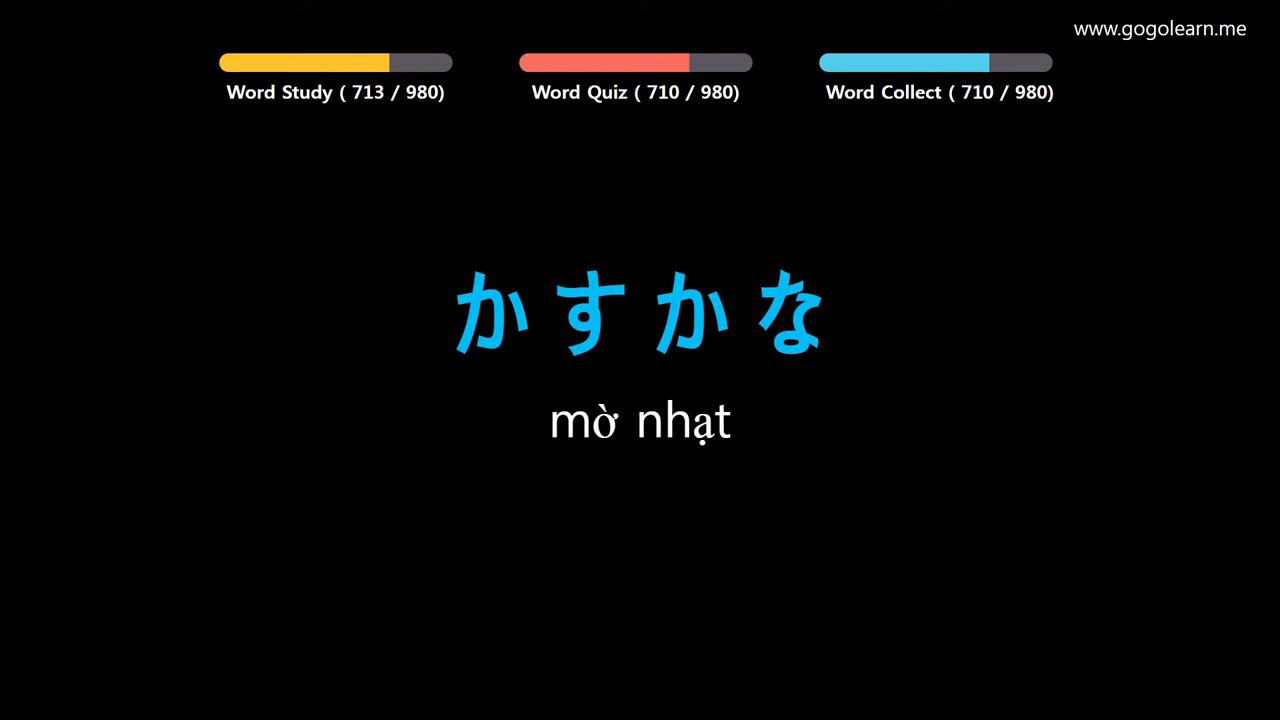 www.gogolearn.me
Word Study ( 713 / 980)
Word Quiz ( 710 / 980)
Word Collect ( 710 / 980)
かすかな
mờ nhạt